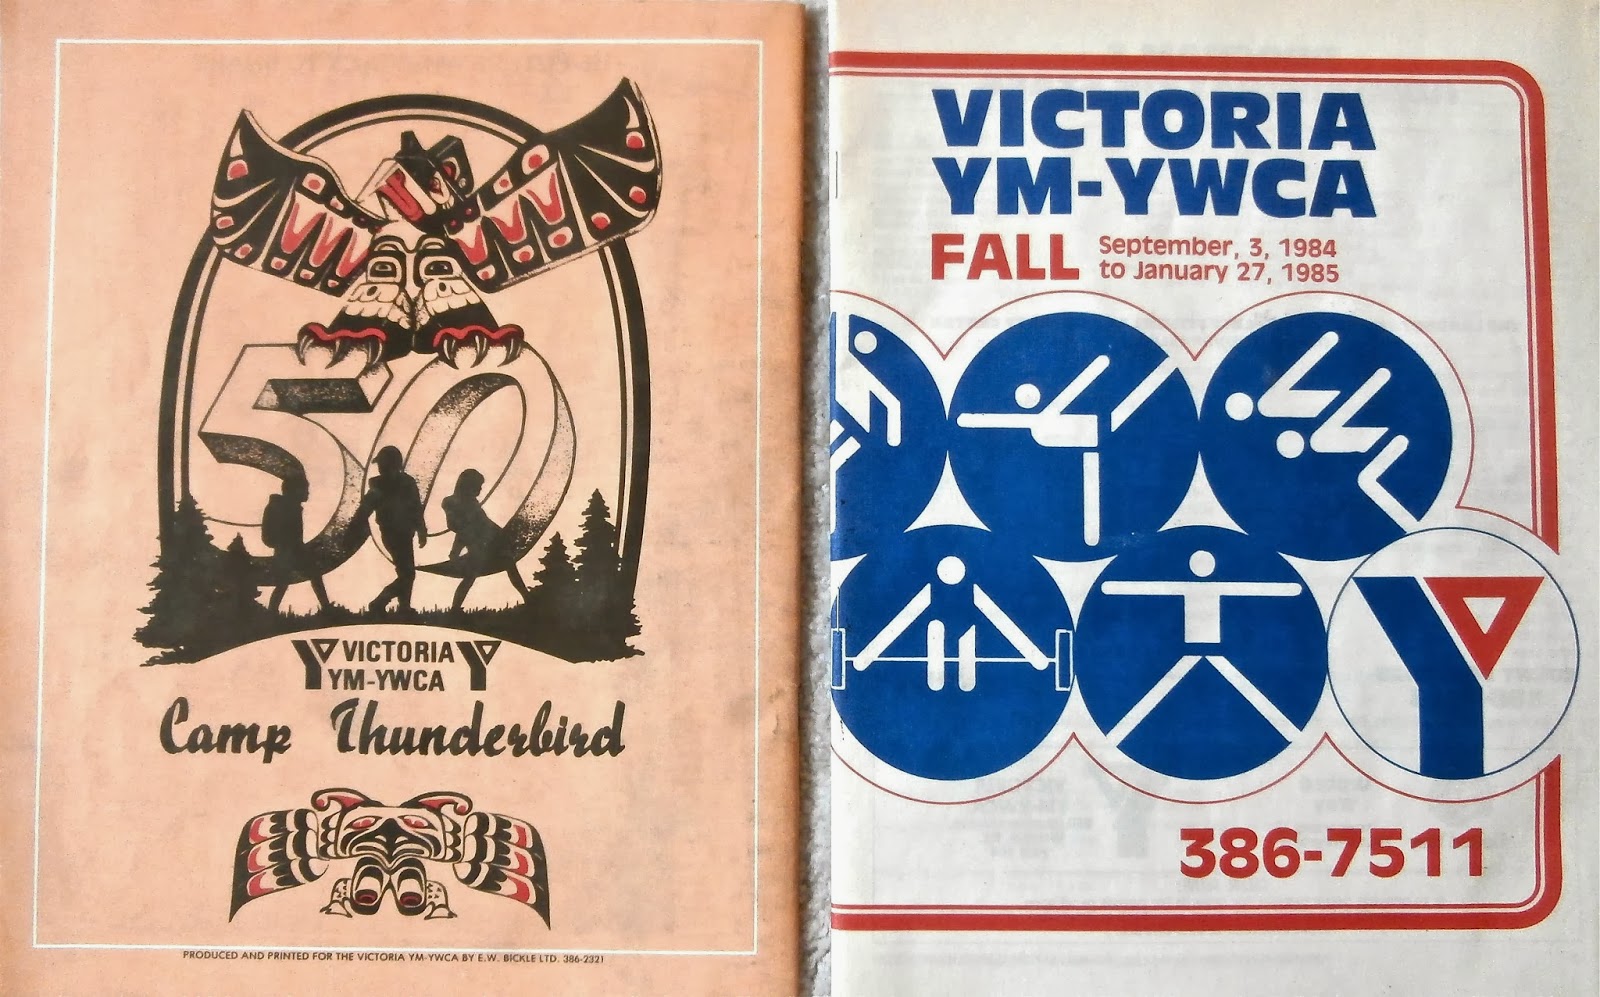 50
VICTORIA
YM-YWCA
Camp Thunderbird
PRODUCED AND PRINTED FOR THE VICTORIA YM-YWCA BY E.W. BICKLE LTD. 386-2321
VICTORIA
YM-YWCA
FALL September, 3, 1984
to January 27, 1985
386-7511